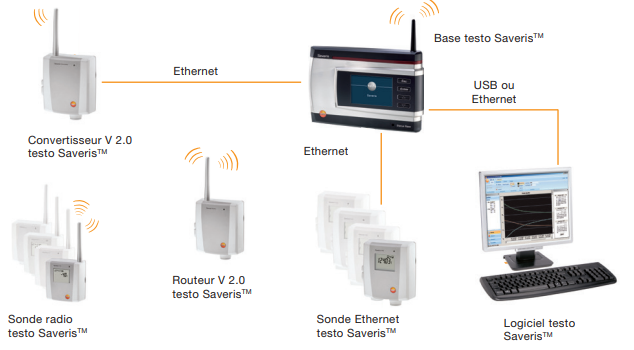 Base testo Saveris™
Ethernet
USB ou
Ethernet
Convertisseur V 2.0
testo Saveris™
Ethernet
Routeur V 2.0
testo Saveris™
Sonde radio
testo Saveris™
Sonde Ethernet
testo Saveris™
Logiciel testo
Saveris™